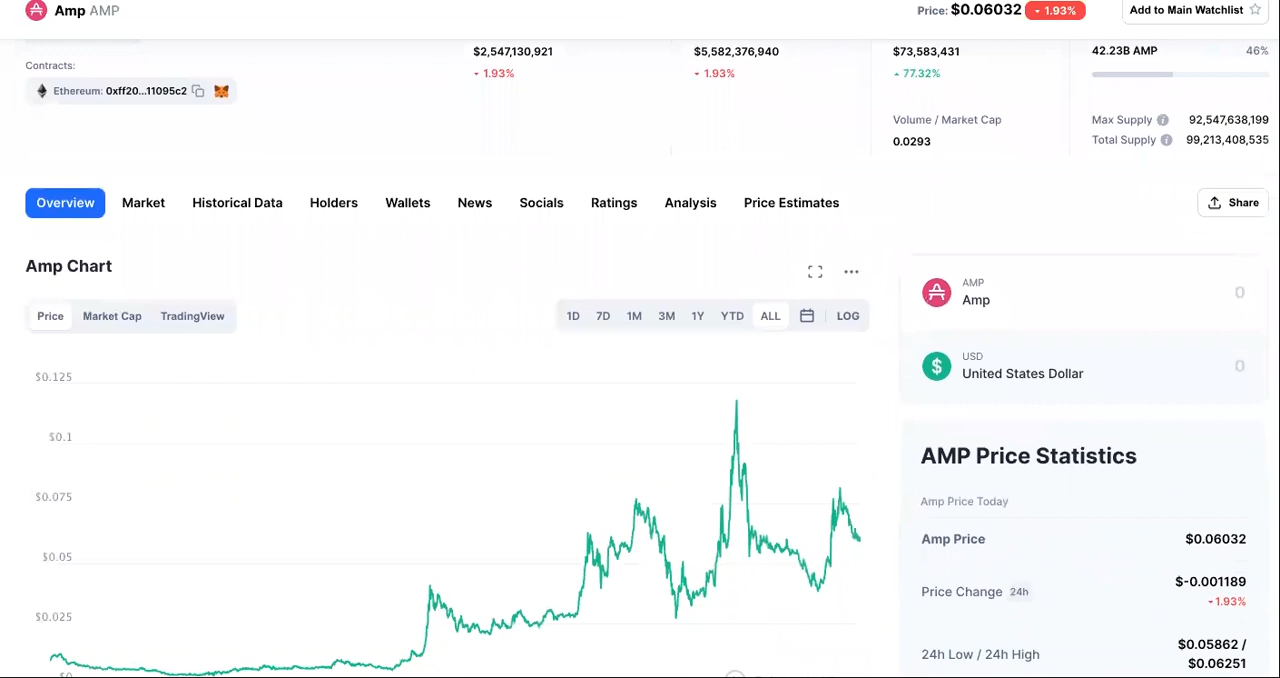 Amp AMP
Price: $0.06032 1.93%
Add to Main Watchlist
$2,547,130,921
$5,582,376,940
$73,583,431
42.23B AMP 46%
1.93%
1.93%
77.32%
Contracts:
Ethereum: 0xff20...11095c2
Volume / Market Cap
0.0293
Max Supply 92,547,638,199
Total Supply 99,213,408,535
Overview Market Historical Data Holders Wallets News Socials Ratings Analysis Price Estimates
Share
Amp Chart
Price Market Cap TradingView
1D 7D 1M 3M 1Y YTD ALL LOG
$0.125
$0.1
$0.075
$0.05
$0.025
$0
AMP
Amp 0
USD
United States Dollar 0
AMP Price Statistics
Amp Price Today
Amp Price $0.06032
Price Change 24h $-0.001189
1.93%
24h Low / 24h High $0.05862 /
$0.06251